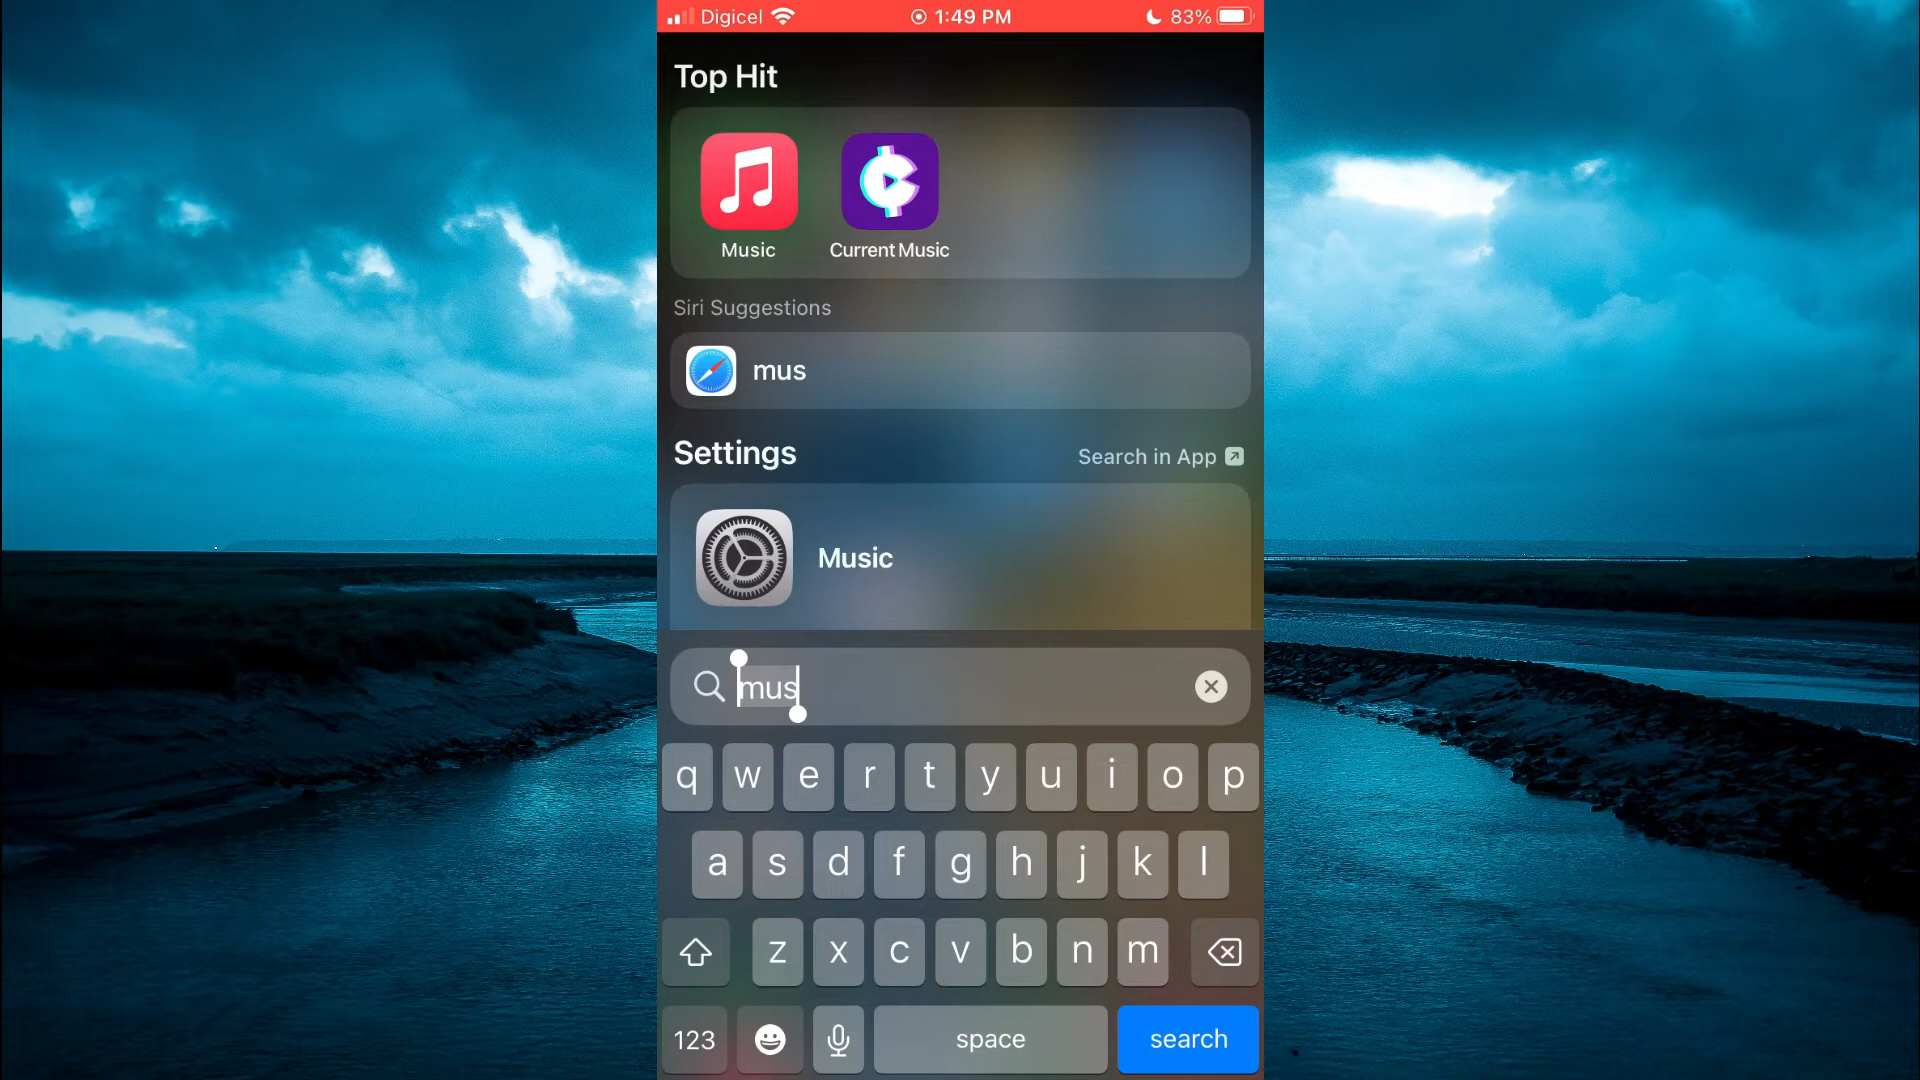 Digicel 1:49 PM 83%
Top Hit
Music Current Music
Siri Suggestions
mus
Settings Search in App
Music
mus
q w e r t y u i o p
a s d f g h j k l
z x c v b n m
123 space search